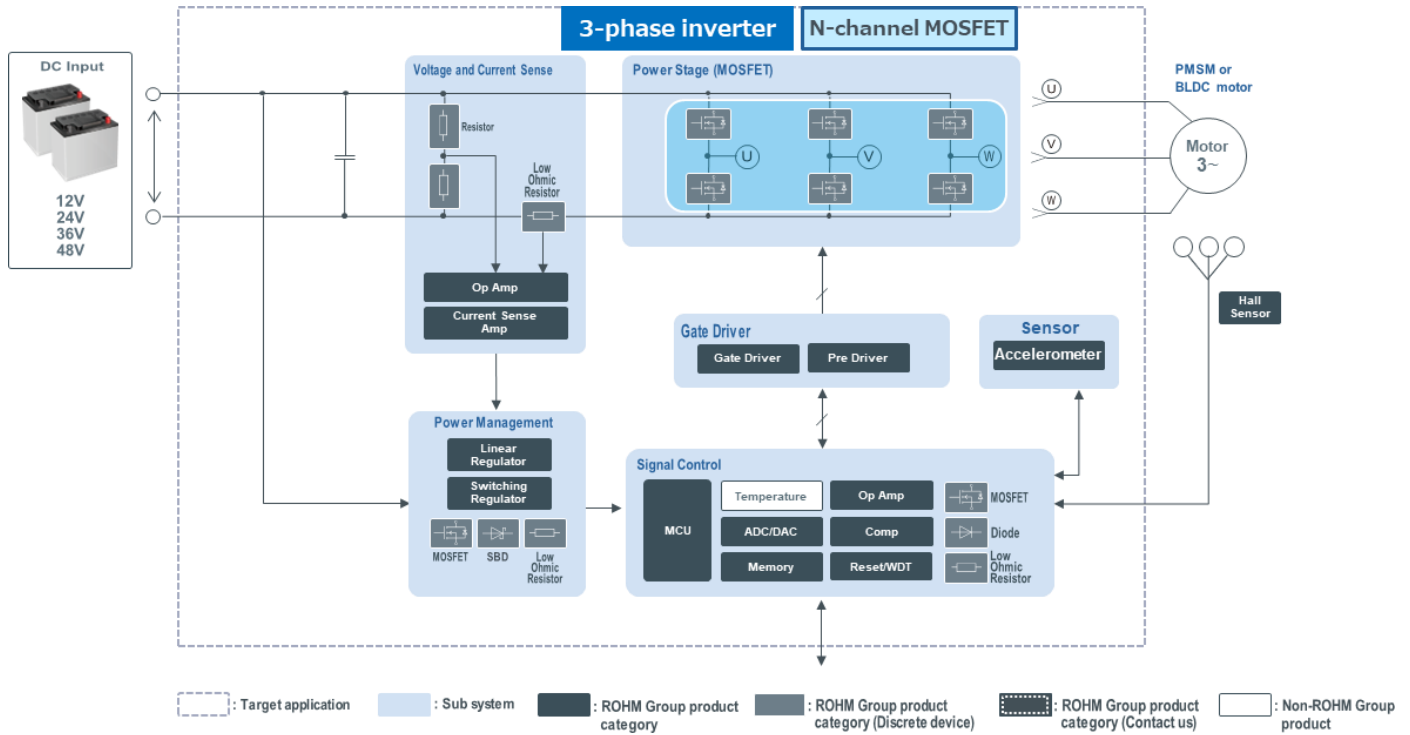 3-phase inverter
N-channel MOSFET
DC Input
12V
24V
36V
48V
Voltage and Current Sense
Resistor
Low
Ohmic
Resistor
Op Amp
Current Sense
Amp
Power Stage (MOSFET)
U
V
W
U
V
W
PMSM or
BLDC motor
Motor
3~
Hall
Sensor
Gate Driver
Gate Driver
Pre Driver
Sensor
Accelerometer
Power Management
Linear
Regulator
Switching
Regulator
MOSFET
SBD
Low
Ohmic
Resistor
Signal Control
MCU
Temperature
Op Amp
ADC/DAC
Comp
Memory
Reset/WDT
MOSFET
Diode
Low
Ohmic
Resistor
: Target application
: Sub system
: ROHM Group product
category
: ROHM Group product
category (Discrete device)
: ROHM Group product
category (Contact us)
: Non-ROHM Group
product